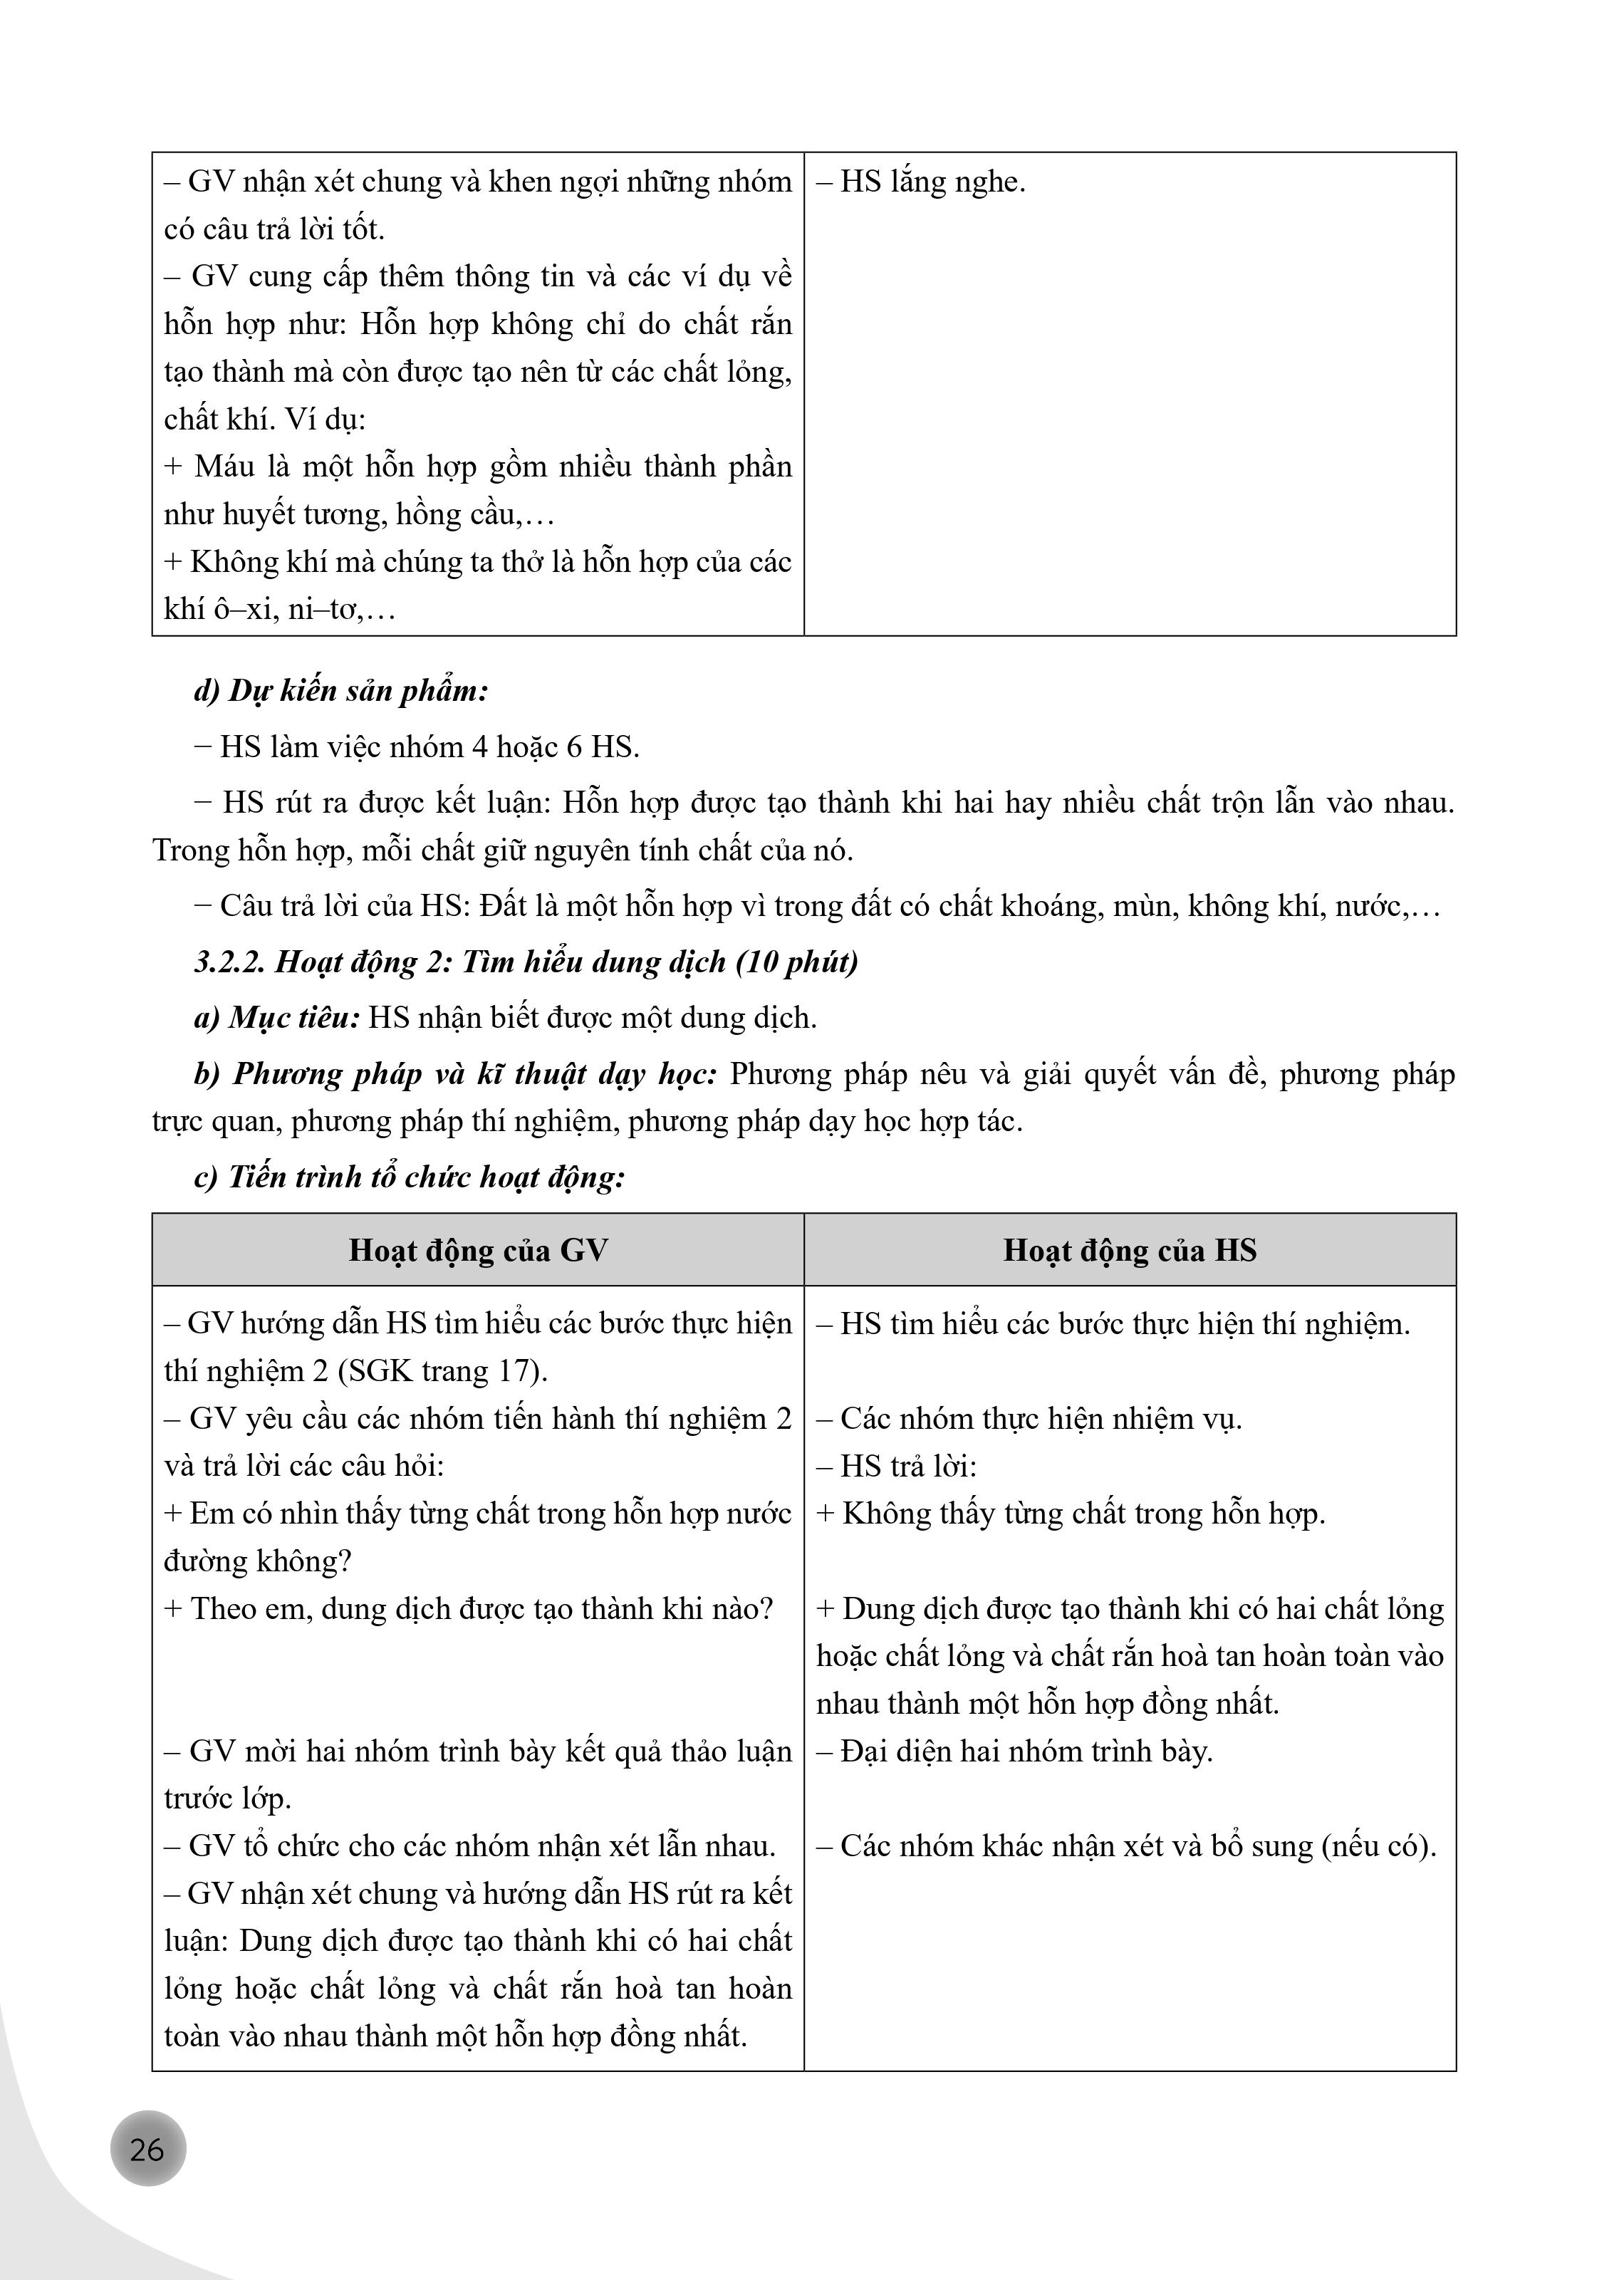 – GV nhận xét chung và khen ngợi những nhóm
có câu trả lời tốt.
– GV cung cấp thêm thông tin và các ví dụ về
hỗn hợp như: Hỗn hợp không chỉ do chất rắn
tạo thành mà còn được tạo nên từ các chất lỏng,
chất khí. Ví dụ:
+ Máu là một hỗn hợp gồm nhiều thành phần
như huyết tương, hồng cầu,…
+ Không khí mà chúng ta thở là hỗn hợp của các
khí ô–xi, ni–tơ,…
– HS lắng nghe.
d) Dự kiến sản phẩm:
− HS làm việc nhóm 4 hoặc 6 HS.
− HS rút ra được kết luận: Hỗn hợp được tạo thành khi hai hay nhiều chất trộn lẫn vào nhau.
Trong hỗn hợp, mỗi chất giữ nguyên tính chất của nó.
− Câu trả lời của HS: Đất là một hỗn hợp vì trong đất có chất khoáng, mùn, không khí, nước,…
3.2.2. Hoạt động 2: Tìm hiểu dung dịch (10 phút)
a) Mục tiêu: HS nhận biết được một dung dịch.
b) Phương pháp và kĩ thuật dạy học: Phương pháp nêu và giải quyết vấn đề, phương pháp
trực quan, phương pháp thí nghiệm, phương pháp dạy học hợp tác.
c) Tiến trình tổ chức hoạt động:
Hoạt động của GV
Hoạt động của HS
– GV hướng dẫn HS tìm hiểu các bước thực hiện
thí nghiệm 2 (SGK trang 17).
– GV yêu cầu các nhóm tiến hành thí nghiệm 2
và trả lời các câu hỏi:
+ Em có nhìn thấy từng chất trong hỗn hợp nước
đường không?
+ Theo em, dung dịch được tạo thành khi nào?
– GV mời hai nhóm trình bày kết quả thảo luận
trước lớp.
– GV tổ chức cho các nhóm nhận xét lẫn nhau.
– GV nhận xét chung và hướng dẫn HS rút ra kết
luận: Dung dịch được tạo thành khi có hai chất
lỏng hoặc chất lỏng và chất rắn hoà tan hoàn
toàn vào nhau thành một hỗn hợp đồng nhất.
– HS tìm hiểu các bước thực hiện thí nghiệm.
– Các nhóm thực hiện nhiệm vụ.
– HS trả lời:
+ Không thấy từng chất trong hỗn hợp.
+ Dung dịch được tạo thành khi có hai chất lỏng
hoặc chất lỏng và chất rắn hoà tan hoàn toàn vào
nhau thành một hỗn hợp đồng nhất.
– Đại diện hai nhóm trình bày.
– Các nhóm khác nhận xét và bổ sung (nếu có).
26